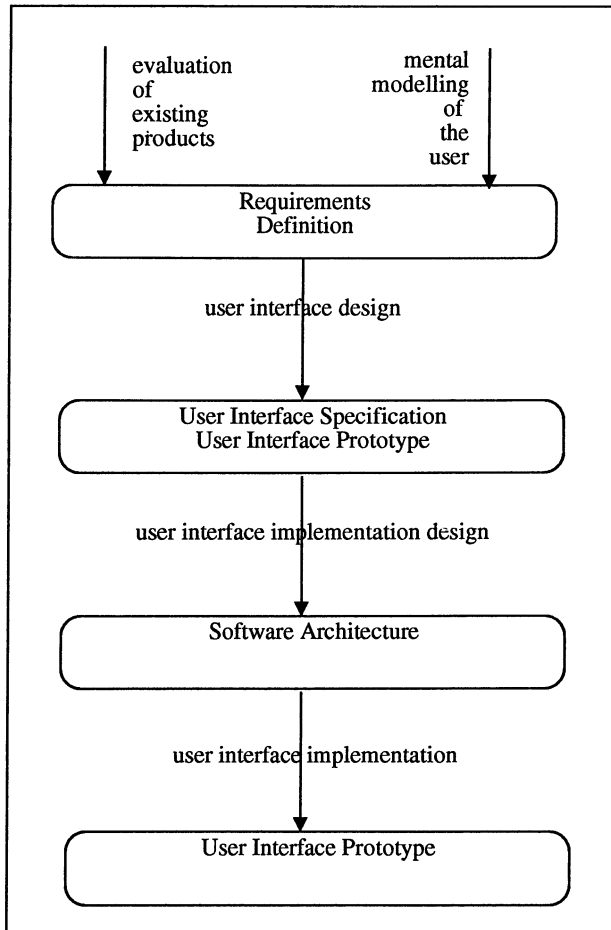 evaluation
of
existing
products
mental
modelling
of
the
user
Requirements
Definition
user interface design
User Interface Specification
User Interface Prototype
user interface implementation design
Software Architecture
user interface implementation
User Interface Prototype